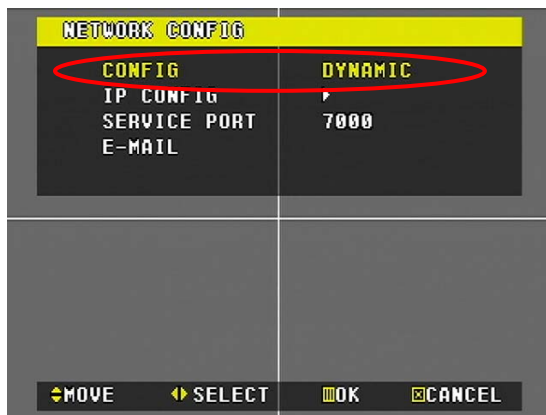 NETWORK CONFIG
CONFIG DYNAMIC
IP CONFIG
SERVICE PORT 7000
E-MAIL
MOVE SELECT OK CANCEL